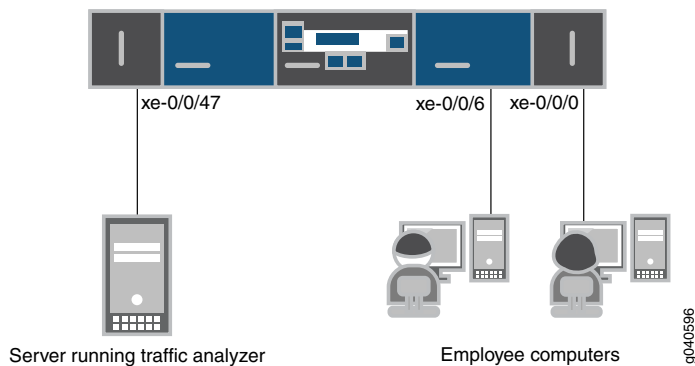 xe-0/0/47
xe-0/0/6
xe-0/0/0
Server running traffic analyzer
Employee computers
g040596